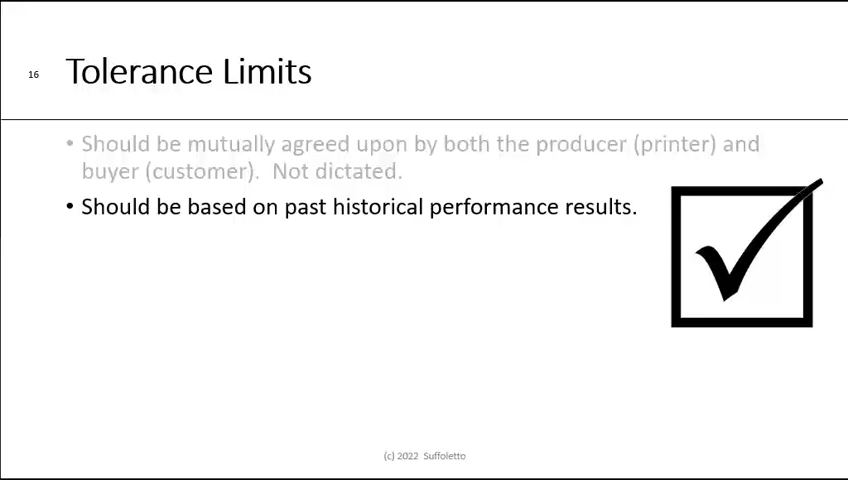 16
Tolerance Limits
• Should be mutually agreed upon by both the producer (printer) and
buyer (customer).  Not dictated.
• Should be based on past historical performance results.
(c) 2022  Suffoletto